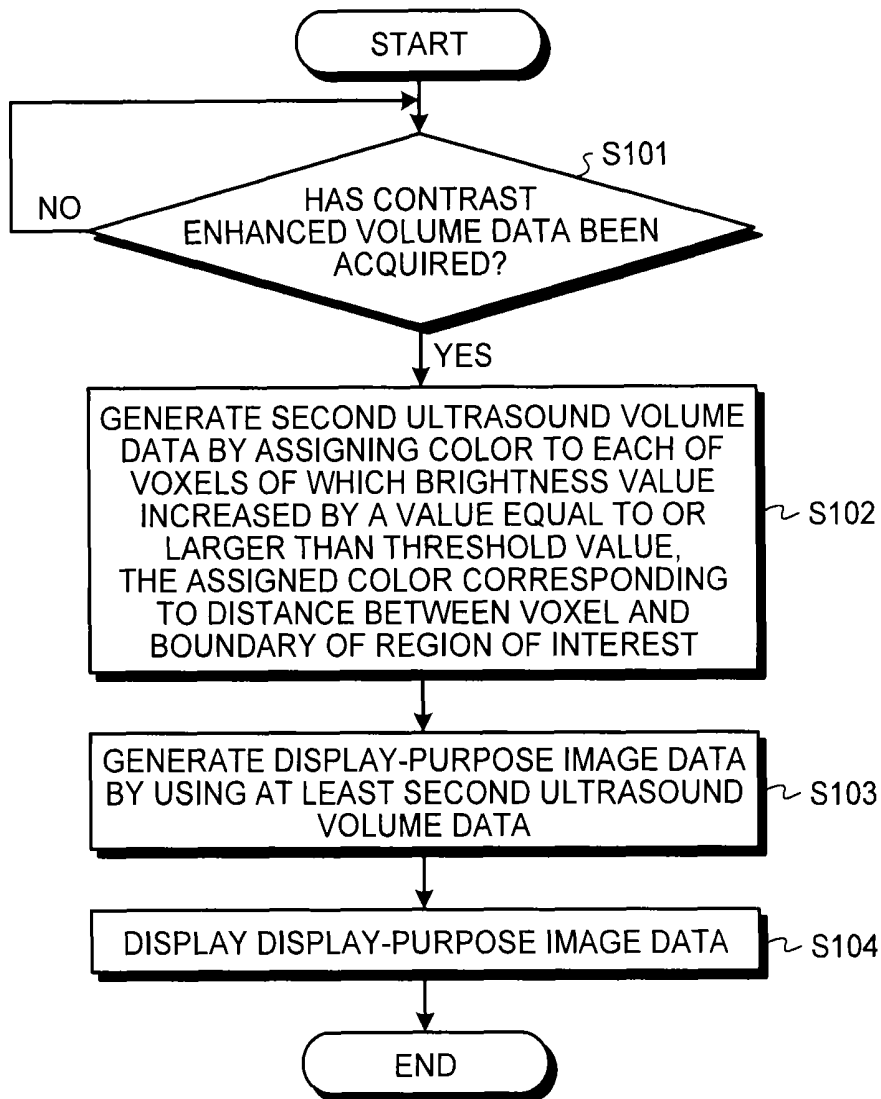 START
S101
HAS CONTRAST
ENHANCED VOLUME DATA BEEN
ACQUIRED?
NO
YES
GENERATE SECOND ULTRASOUND VOLUME
DATA BY ASSIGNING COLOR TO EACH OF
VOXELS OF WHICH BRIGHTNESS VALUE
INCREASED BY A VALUE EQUAL TO OR
LARGER THAN THRESHOLD VALUE,
THE ASSIGNED COLOR CORRESPONDING
TO DISTANCE BETWEEN VOXEL AND
BOUNDARY OF REGION OF INTEREST
S102
GENERATE DISPLAY-PURPOSE IMAGE DATA
BY USING AT LEAST SECOND ULTRASOUND
VOLUME DATA
S103
DISPLAY DISPLAY-PURPOSE IMAGE DATA
S104
END